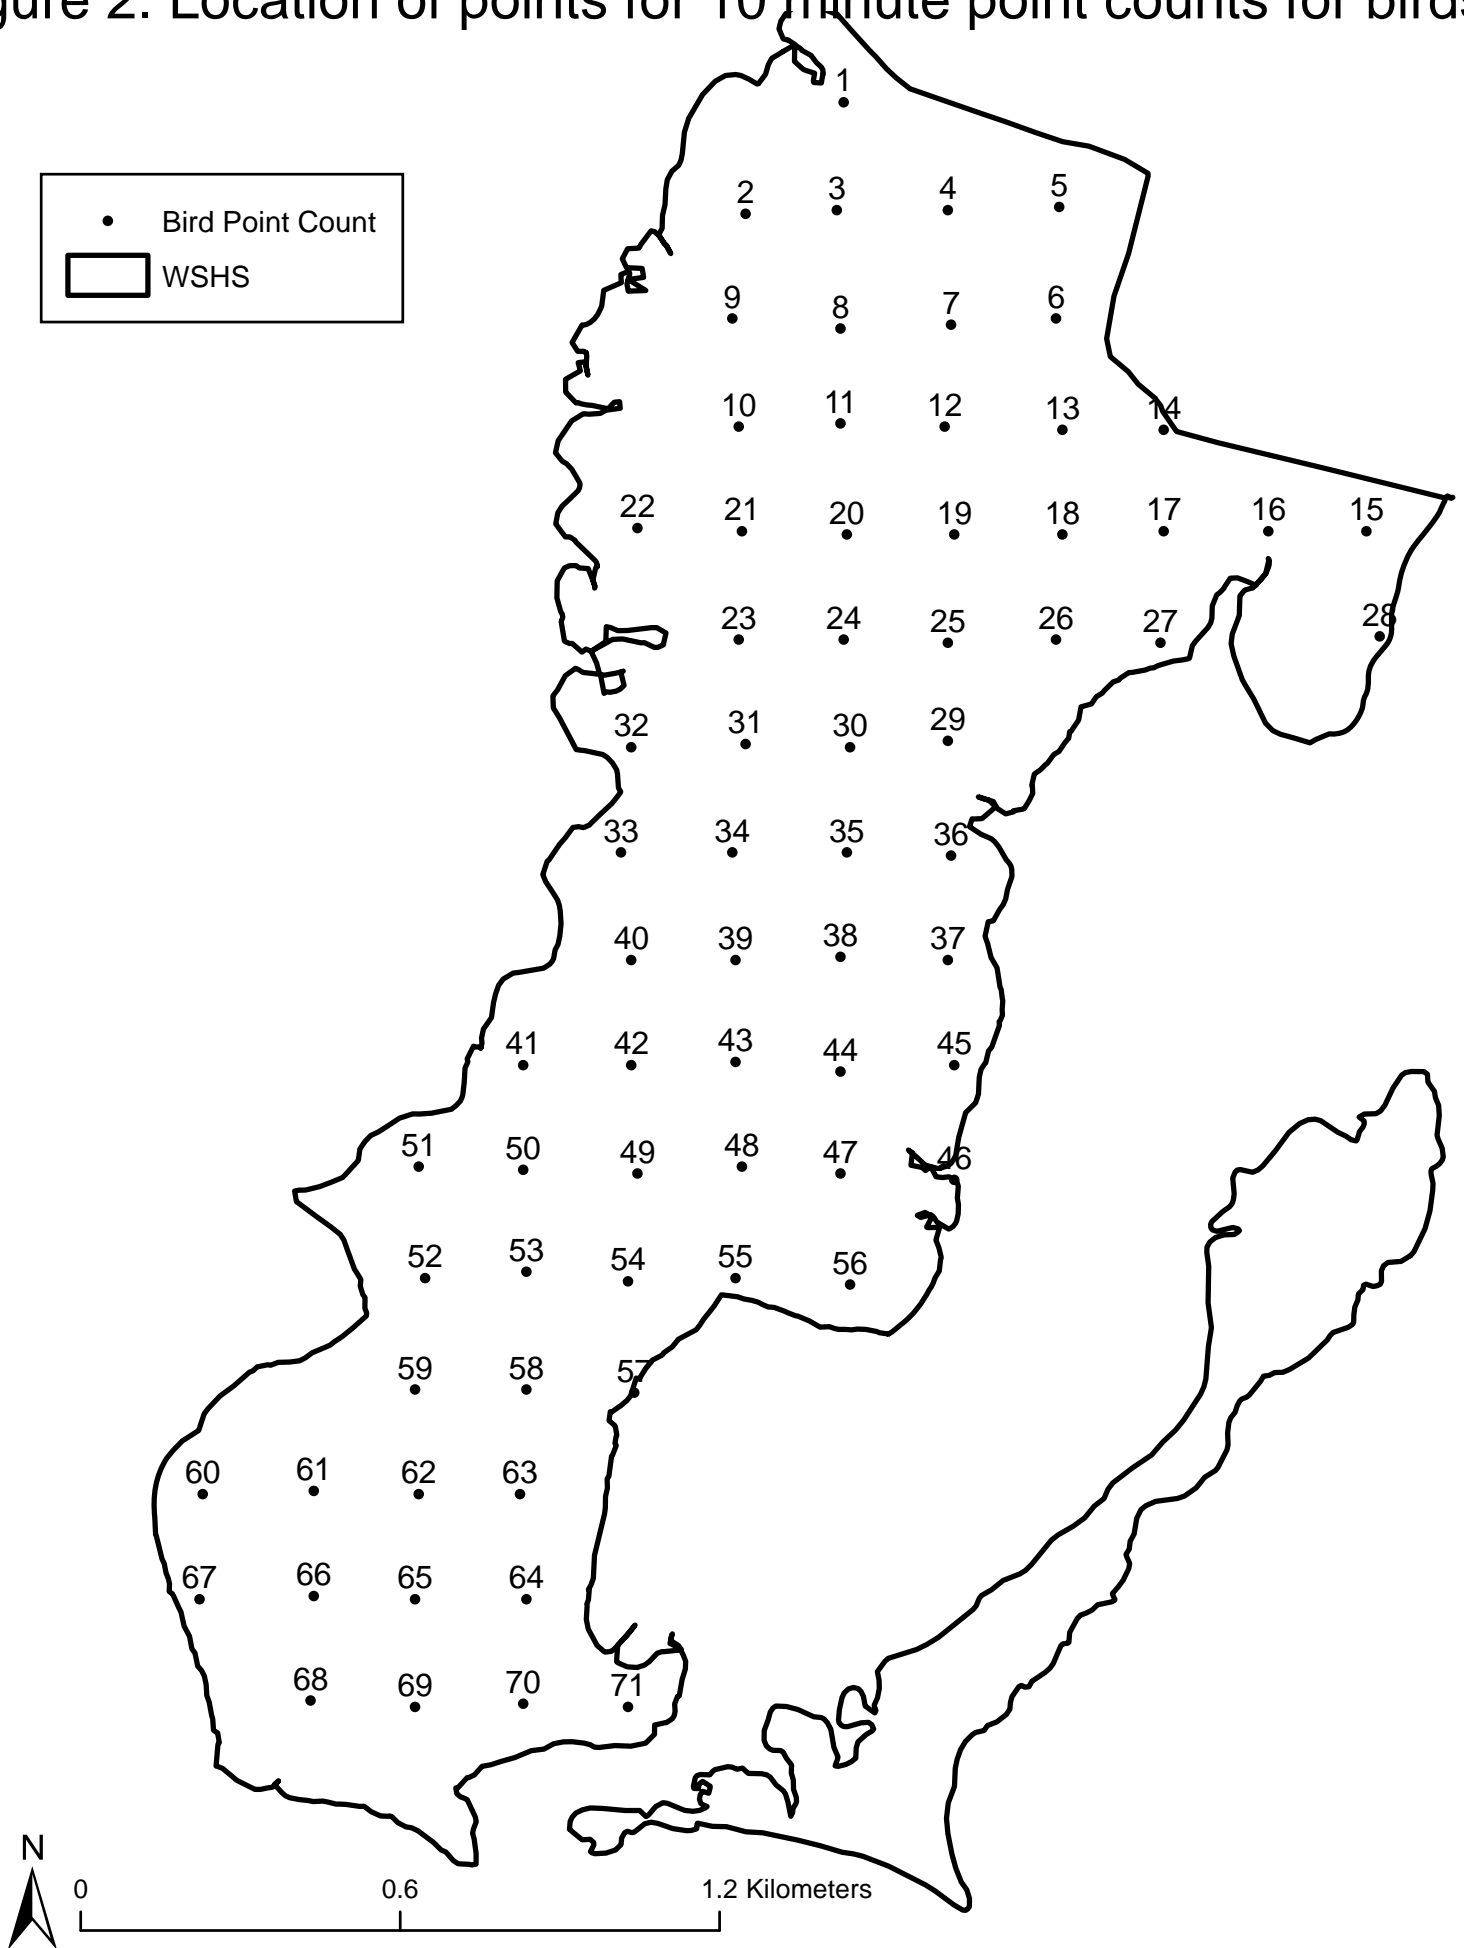 gure 2. Location of points for 10 minute point counts for birds
1
2 3 4 5
Bird Point Count
WSHS
9 8 7 6
10 11 12 13 14
22 21 20 19 18 17 16 15
23 24 25 26 27 28
32 31 30 29
33 34 35 36
40 39 38 37
41 42 43 44 45
51 50 49 48 47 46
52 53 54 55 56
59 58 57
60 61 62 63
67 66 65 64
68 69 70 71
N
0 0.6 1.2 Kilometers